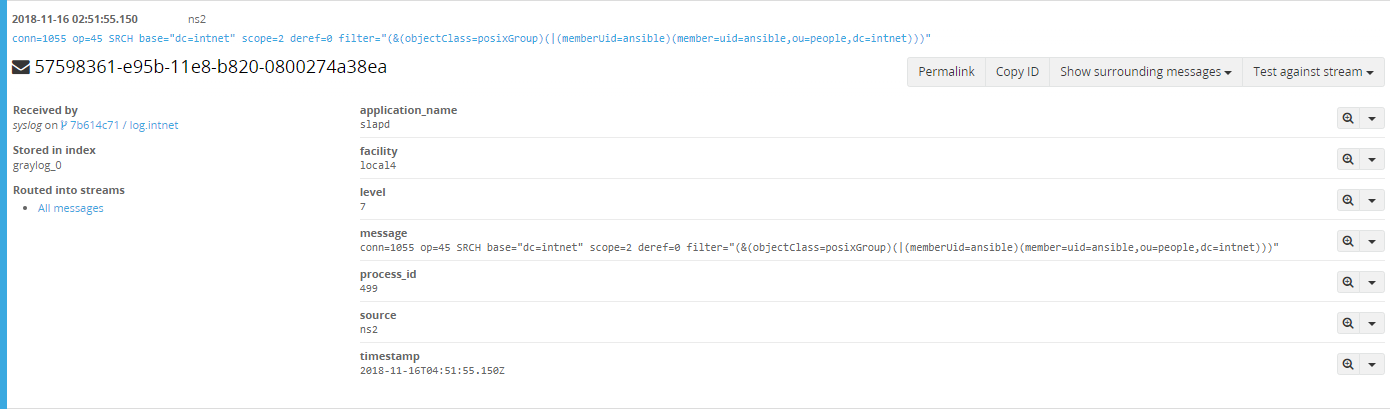 2018-11-16 02:51:55.150 ns2
conn=1055 op=45 SRCH base="dc=intnet" scope=2 deref=0 filter="(&(objectClass=posixGroup)(|(memberUid=ansible)(member=uid=ansible,ou=people,dc=intnet)))"
57598361-e95b-11e8-b820-0800274a38ea
Permalink Copy ID Show surrounding messages Test against stream
Received by
syslog on 7b614c71 / log.intnet
Stored in index
graylog_0
Routed into streams
• All messages
application_name
slapd
facility
local4
level
7
message
conn=1055 op=45 SRCH base="dc=intnet" scope=2 deref=0 filter="(&(objectClass=posixGroup)(|(memberUid=ansible)(member=uid=ansible,ou=people,dc=intnet)))"
process_id
499
source
ns2
timestamp
2018-11-16T04:51:55.150Z